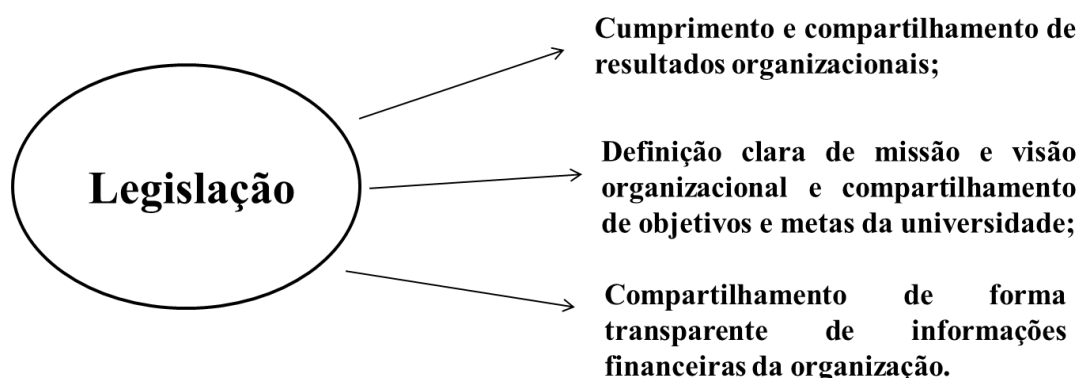 Cumprimento e compartilhamento de
resultados organizacionais;
Legislação
Definição clara de missão e visão
organizacional e compartilhamento
de objetivos e metas da universidade;
Compartilhamento de forma
transparente de informações
financeiras da organização.